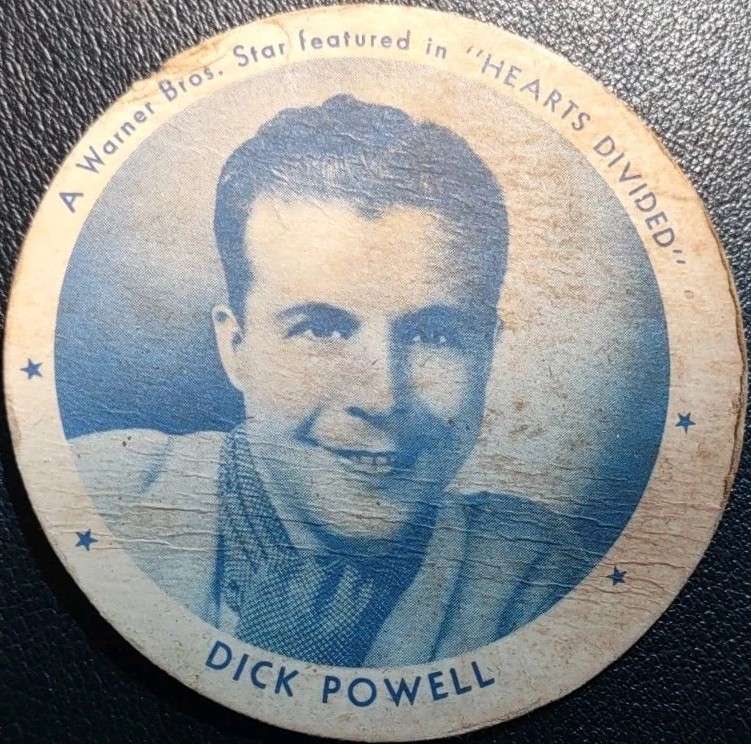 A Warner Bros. Star featured in "HEARTS DIVIDED"
DICK POWELL